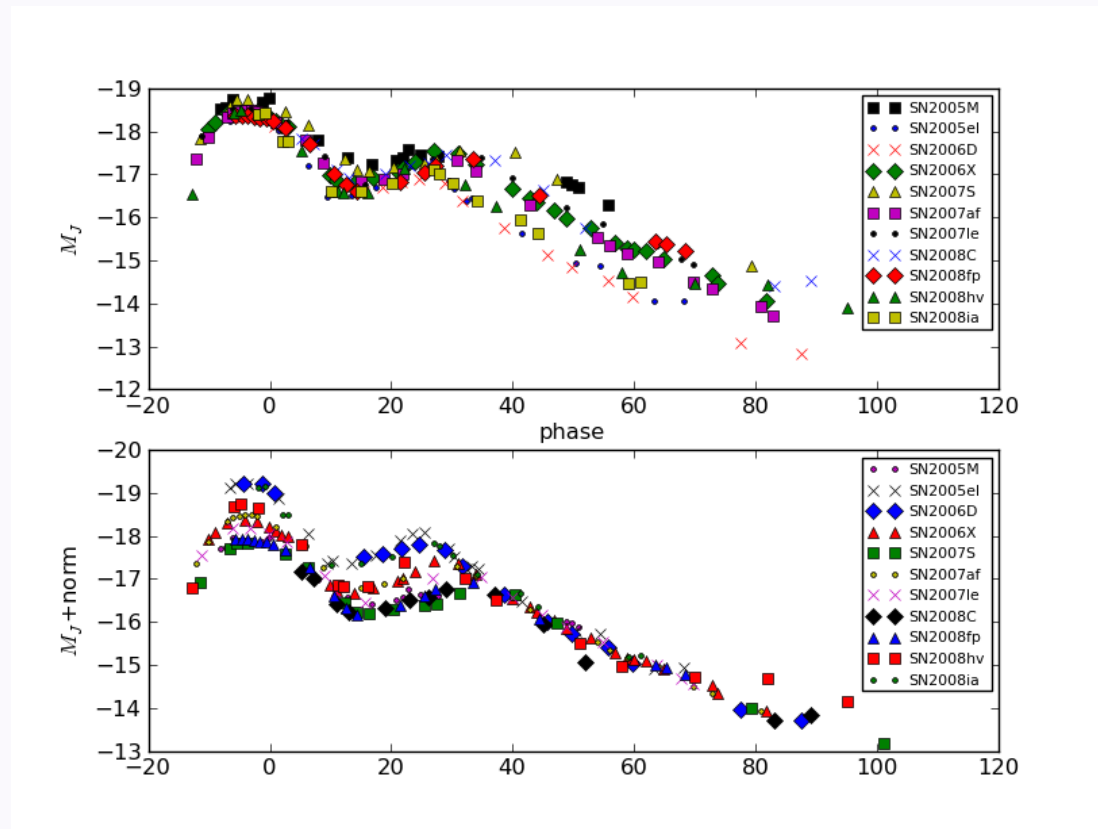 −19
−18
−17
−16
−15
−14
−13
−12
M_J
SN2005M
SN2005el
SN2006D
SN2006X
SN2007S
SN2007af
SN2007le
SN2008C
SN2008fp
SN2008hv
SN2008ia
−20 0 20 40 60 80 100 120
phase
−20
−19
−18
−17
−16
−15
−14
−13
M_J+norm
SN2005M
SN2005el
SN2006D
SN2006X
SN2007S
SN2007af
SN2007le
SN2008C
SN2008fp
SN2008hv
SN2008ia
−20 0 20 40 60 80 100 120